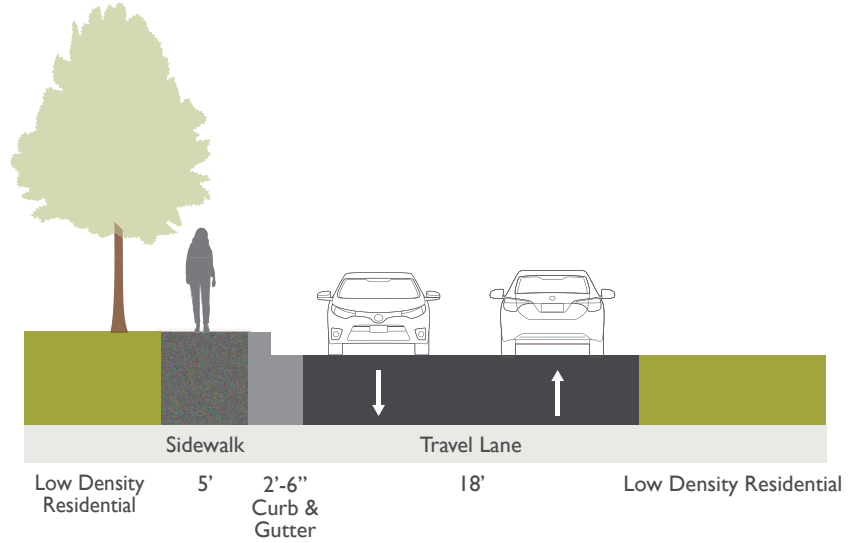 Sidewalk
Travel Lane
Low Density
Residential
5’
2’-6”
Curb &
Gutter
18’
Low Density Residential